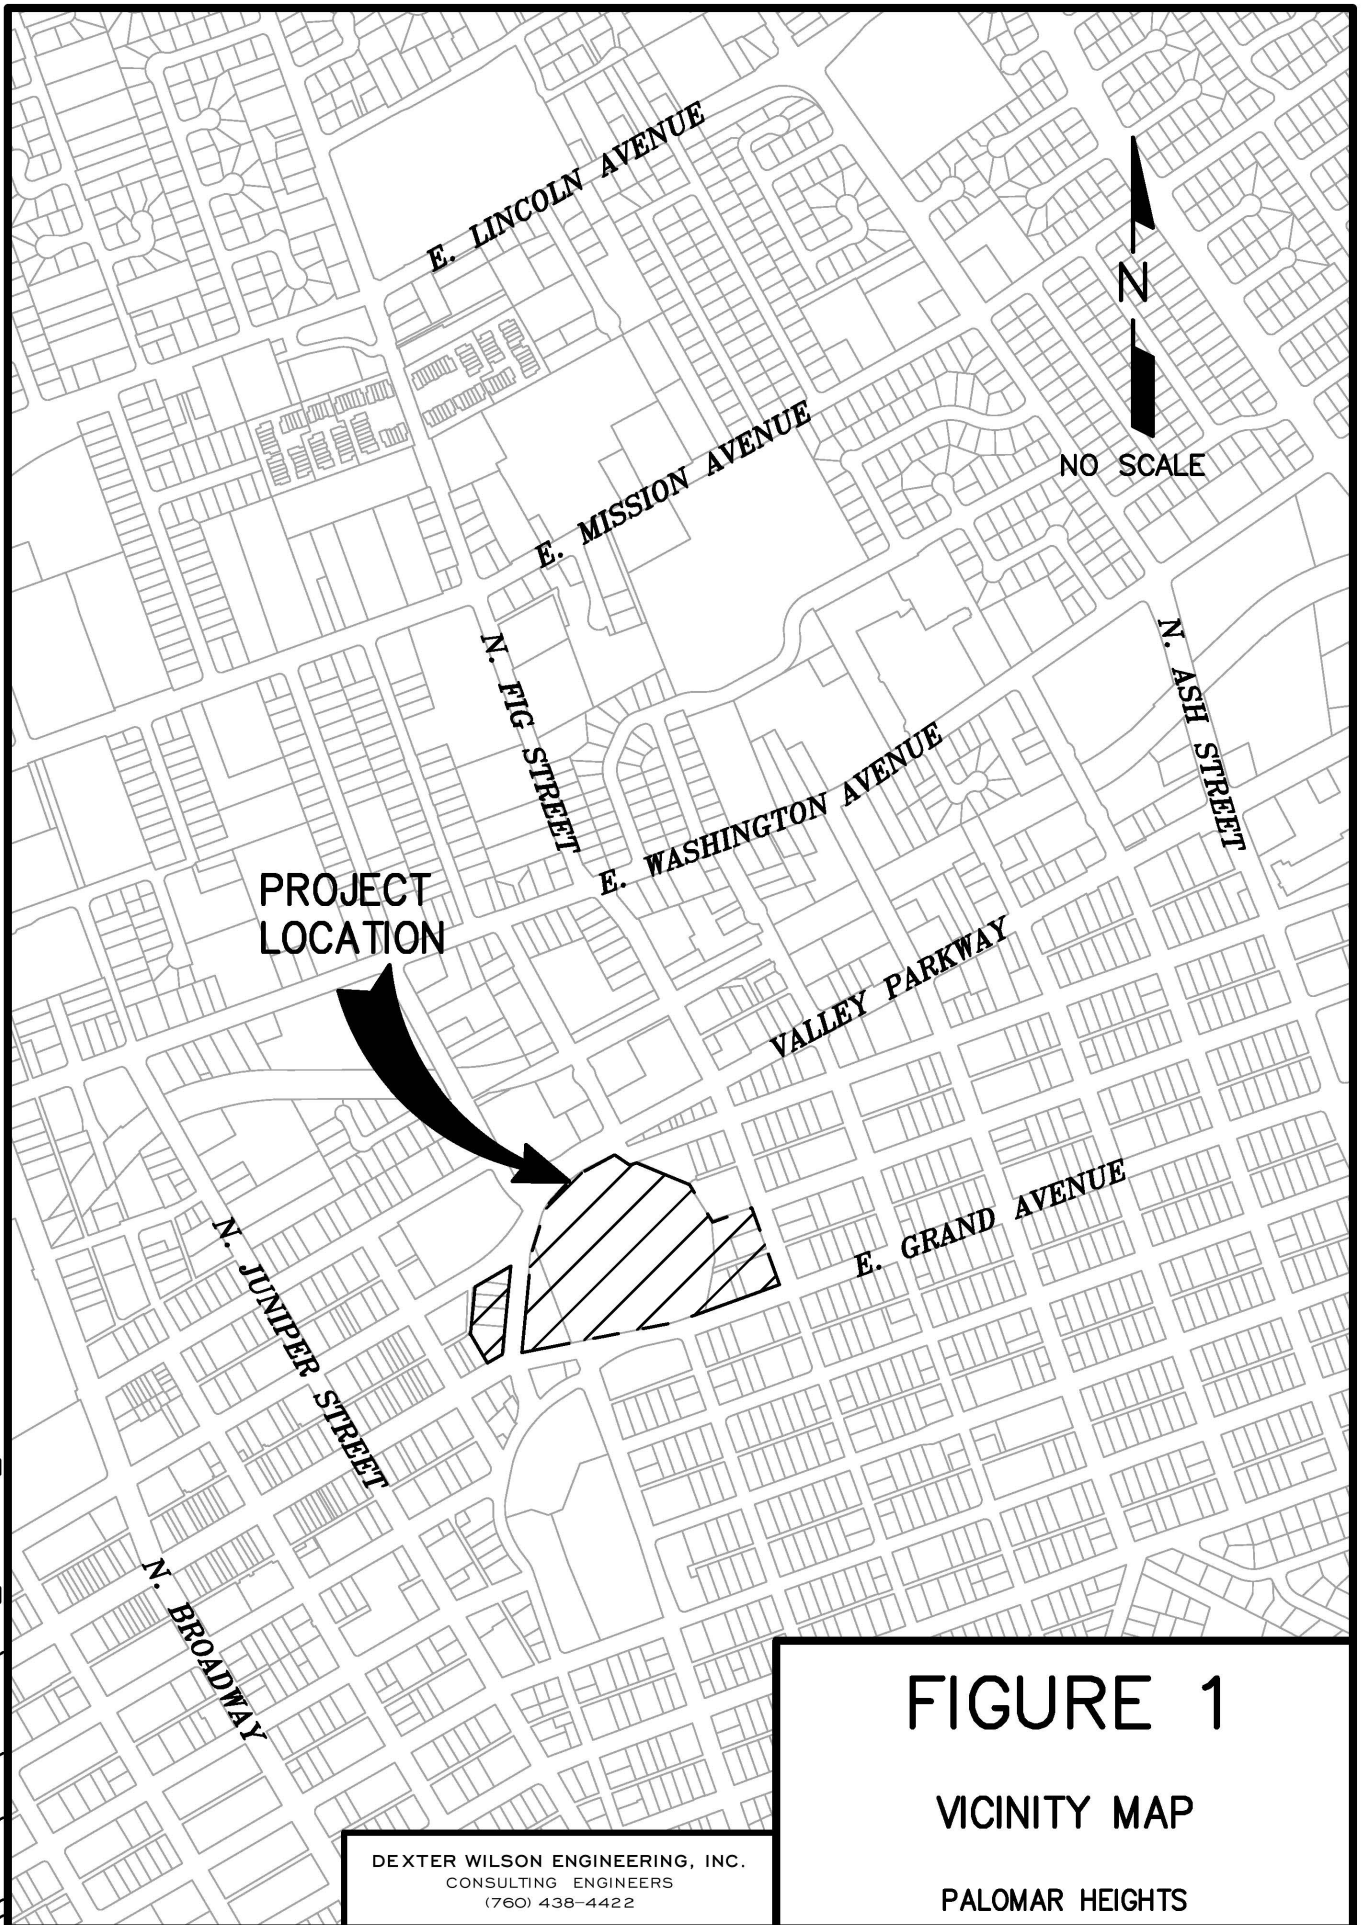 E. LINCOLN AVENUE
N
NO SCALE
E. MISSION AVENUE
N. FIG STREET
N. ASH STREET
E. WASHINGTON AVENUE
PROJECT
LOCATION
VALLEY PARKWAY
E. GRAND AVENUE
N. JUNIPER STREET
N. BROADWAY
FIGURE 1
VICINITY MAP
PALOMAR HEIGHTS
DEXTER WILSON ENGINEERING, INC.
CONSULTING ENGINEERS
(760) 438-4422